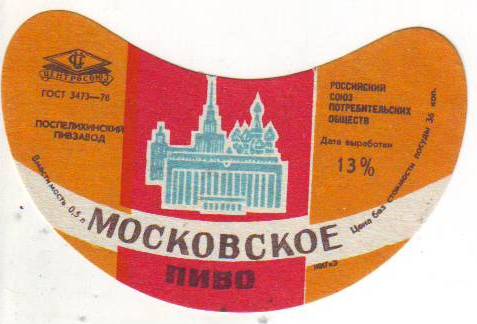 ЦЕНТРОСОЮЗ
ГОСТ 3473—78
ПОСПЕЛИХИНСКИЙ
ПИВЗАВОД
Вместимость 0,5 л
РОССИЙСКИЙ
СОЮЗ
ПОТРЕБИТЕЛЬСКИХ
ОБЩЕСТВ
Дата выработки
13%
Цена без стоимости посуды 36 коп.
МОСКОВСКОЕ
ПИВО